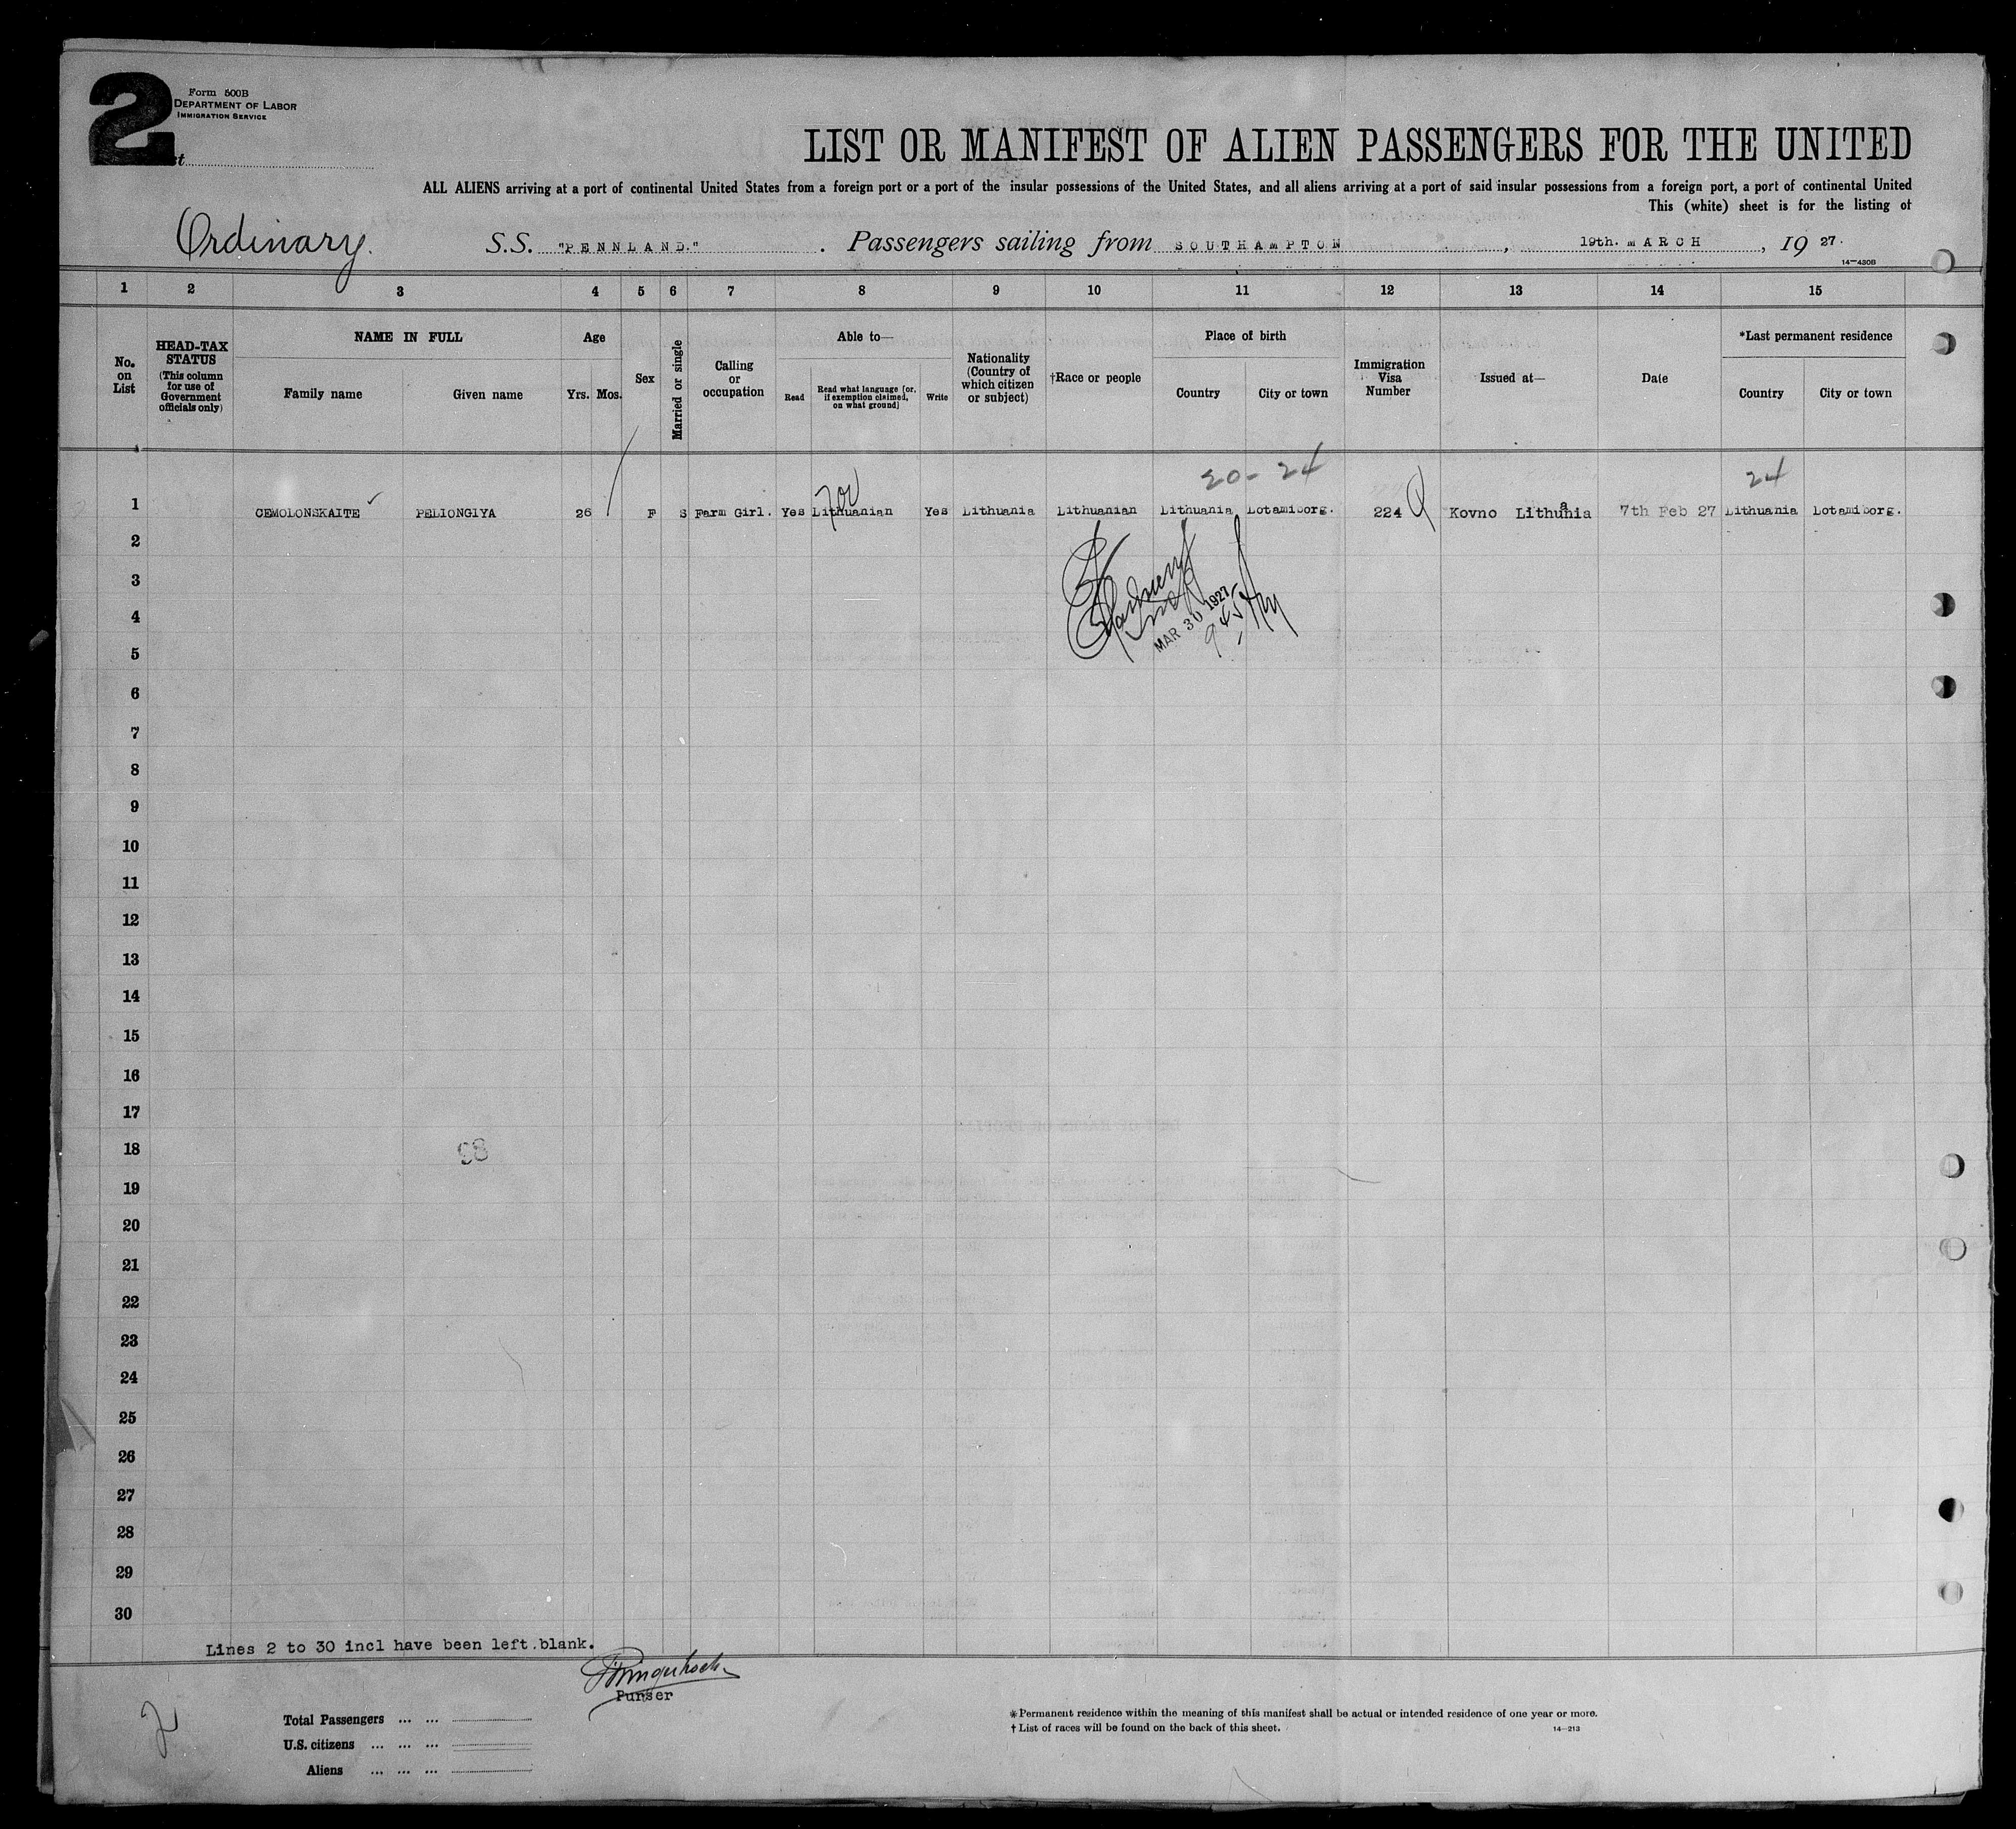 2
Form 500B
DEPARTMENT OF LABOR
IMMIGRATION SERVICE
LIST OR MANIFEST OF ALIEN PASSENGERS FOR THE UNITED
ALL ALIENS arriving at a port of continental United States from a foreign port or a port of the insular possessions of the United States, and all aliens arriving at a port of said insular possessions from a foreign port, a port of continental United
This (white) sheet is for the listing of
Ordinary. S.S. "PENNLAND." Passengers sailing from SOUTHAMPTON, 19th. MARCH, 19 27.
14—430B
1 2 3 4 5 6 7 8 9 10 11 12 13 14 15
No. on List
HEAD-TAX STATUS (This column for use of Government officials only)
NAME IN FULL
Family name Given name
Age
Yrs. Mos.
Sex
Married or single
Calling or occupation
Able to—
Read
Read what language [or, if exemption claimed, on what ground]
Write
Nationality (Country of which citizen or subject)
†Race or people
Place of birth
Country City or town
Immigration Visa Number
Issued at—
Date
*Last permanent residence
Country City or town
20-24 24
1 CEMOLONSKAITE PELIONGIYA 26 F S Farm Girl. Yes Lithuanian Yes Lithuania Lithuanian Lithuania Lotamiborg. 224 Kovno Lithuania 7th Feb 27 Lithuania Lotamiborg.
2
3
MAR 30 1927
4
945
5
6
7
8
9
10
11
12
13
14
15
16
17
18
98
19
20
21
22
23
24
25
26
27
28
29
30
Lines 2 to 30 incl have been left blank.
Purser
2
Total Passengers ... ...
U.S. citizens ... ... ...
Aliens ... ... ...
*Permanent residence within the meaning of this manifest shall be actual or intended residence of one year or more.
†List of races will be found on the back of this sheet.
14—213